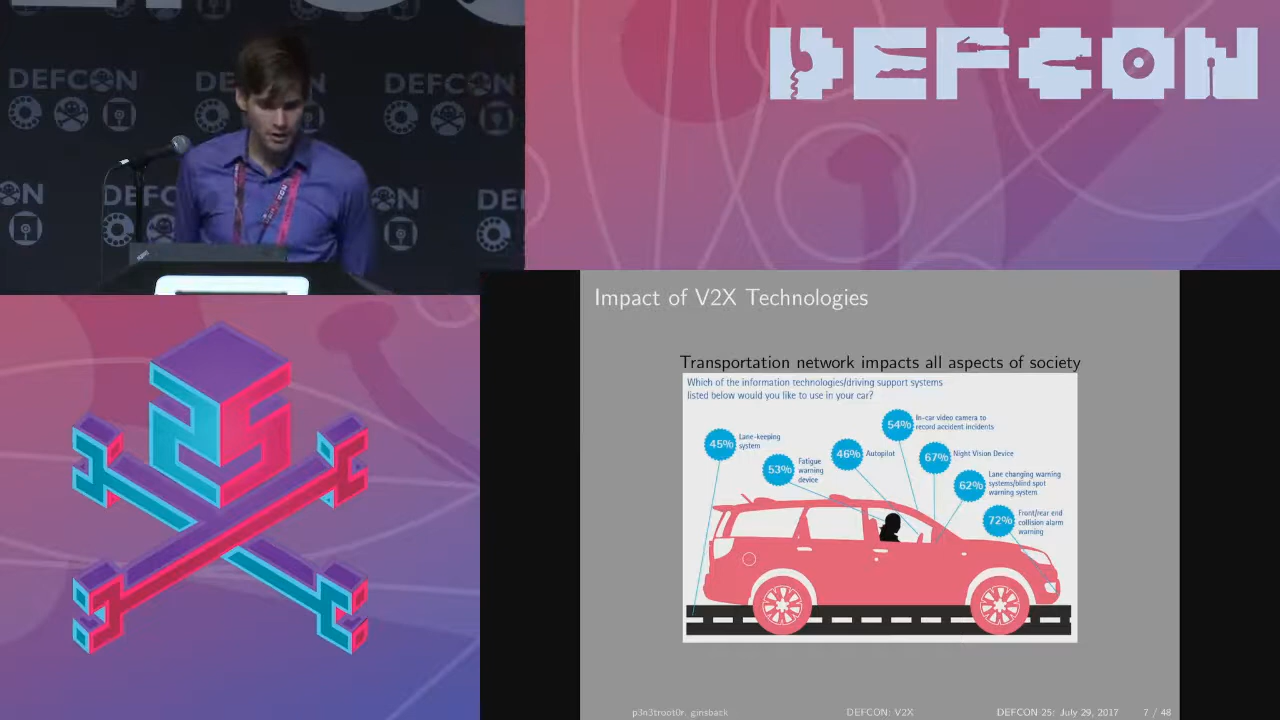 DEFCON
DEFCON
DEFCON
DEFCON
DEFCON
Impact of V2X Technologies
Transportation network impacts all aspects of society
Which of the information technologies/driving support systems
listed below would you like to use in your car?
54%
In-car video camera to
record accident incidents
45%
Lane-keeping
system
53%
Fatigue
warning
device
46%
Autopilot
67%
Night Vision Device
62%
Lane changing warning
systems/blind spot
warning system
72%
Front/rear end
collision alarm
warning
p3n3troot0r, ginsback
DEFCON: V2X
DEFCON 25: July 29, 2017
7 / 48